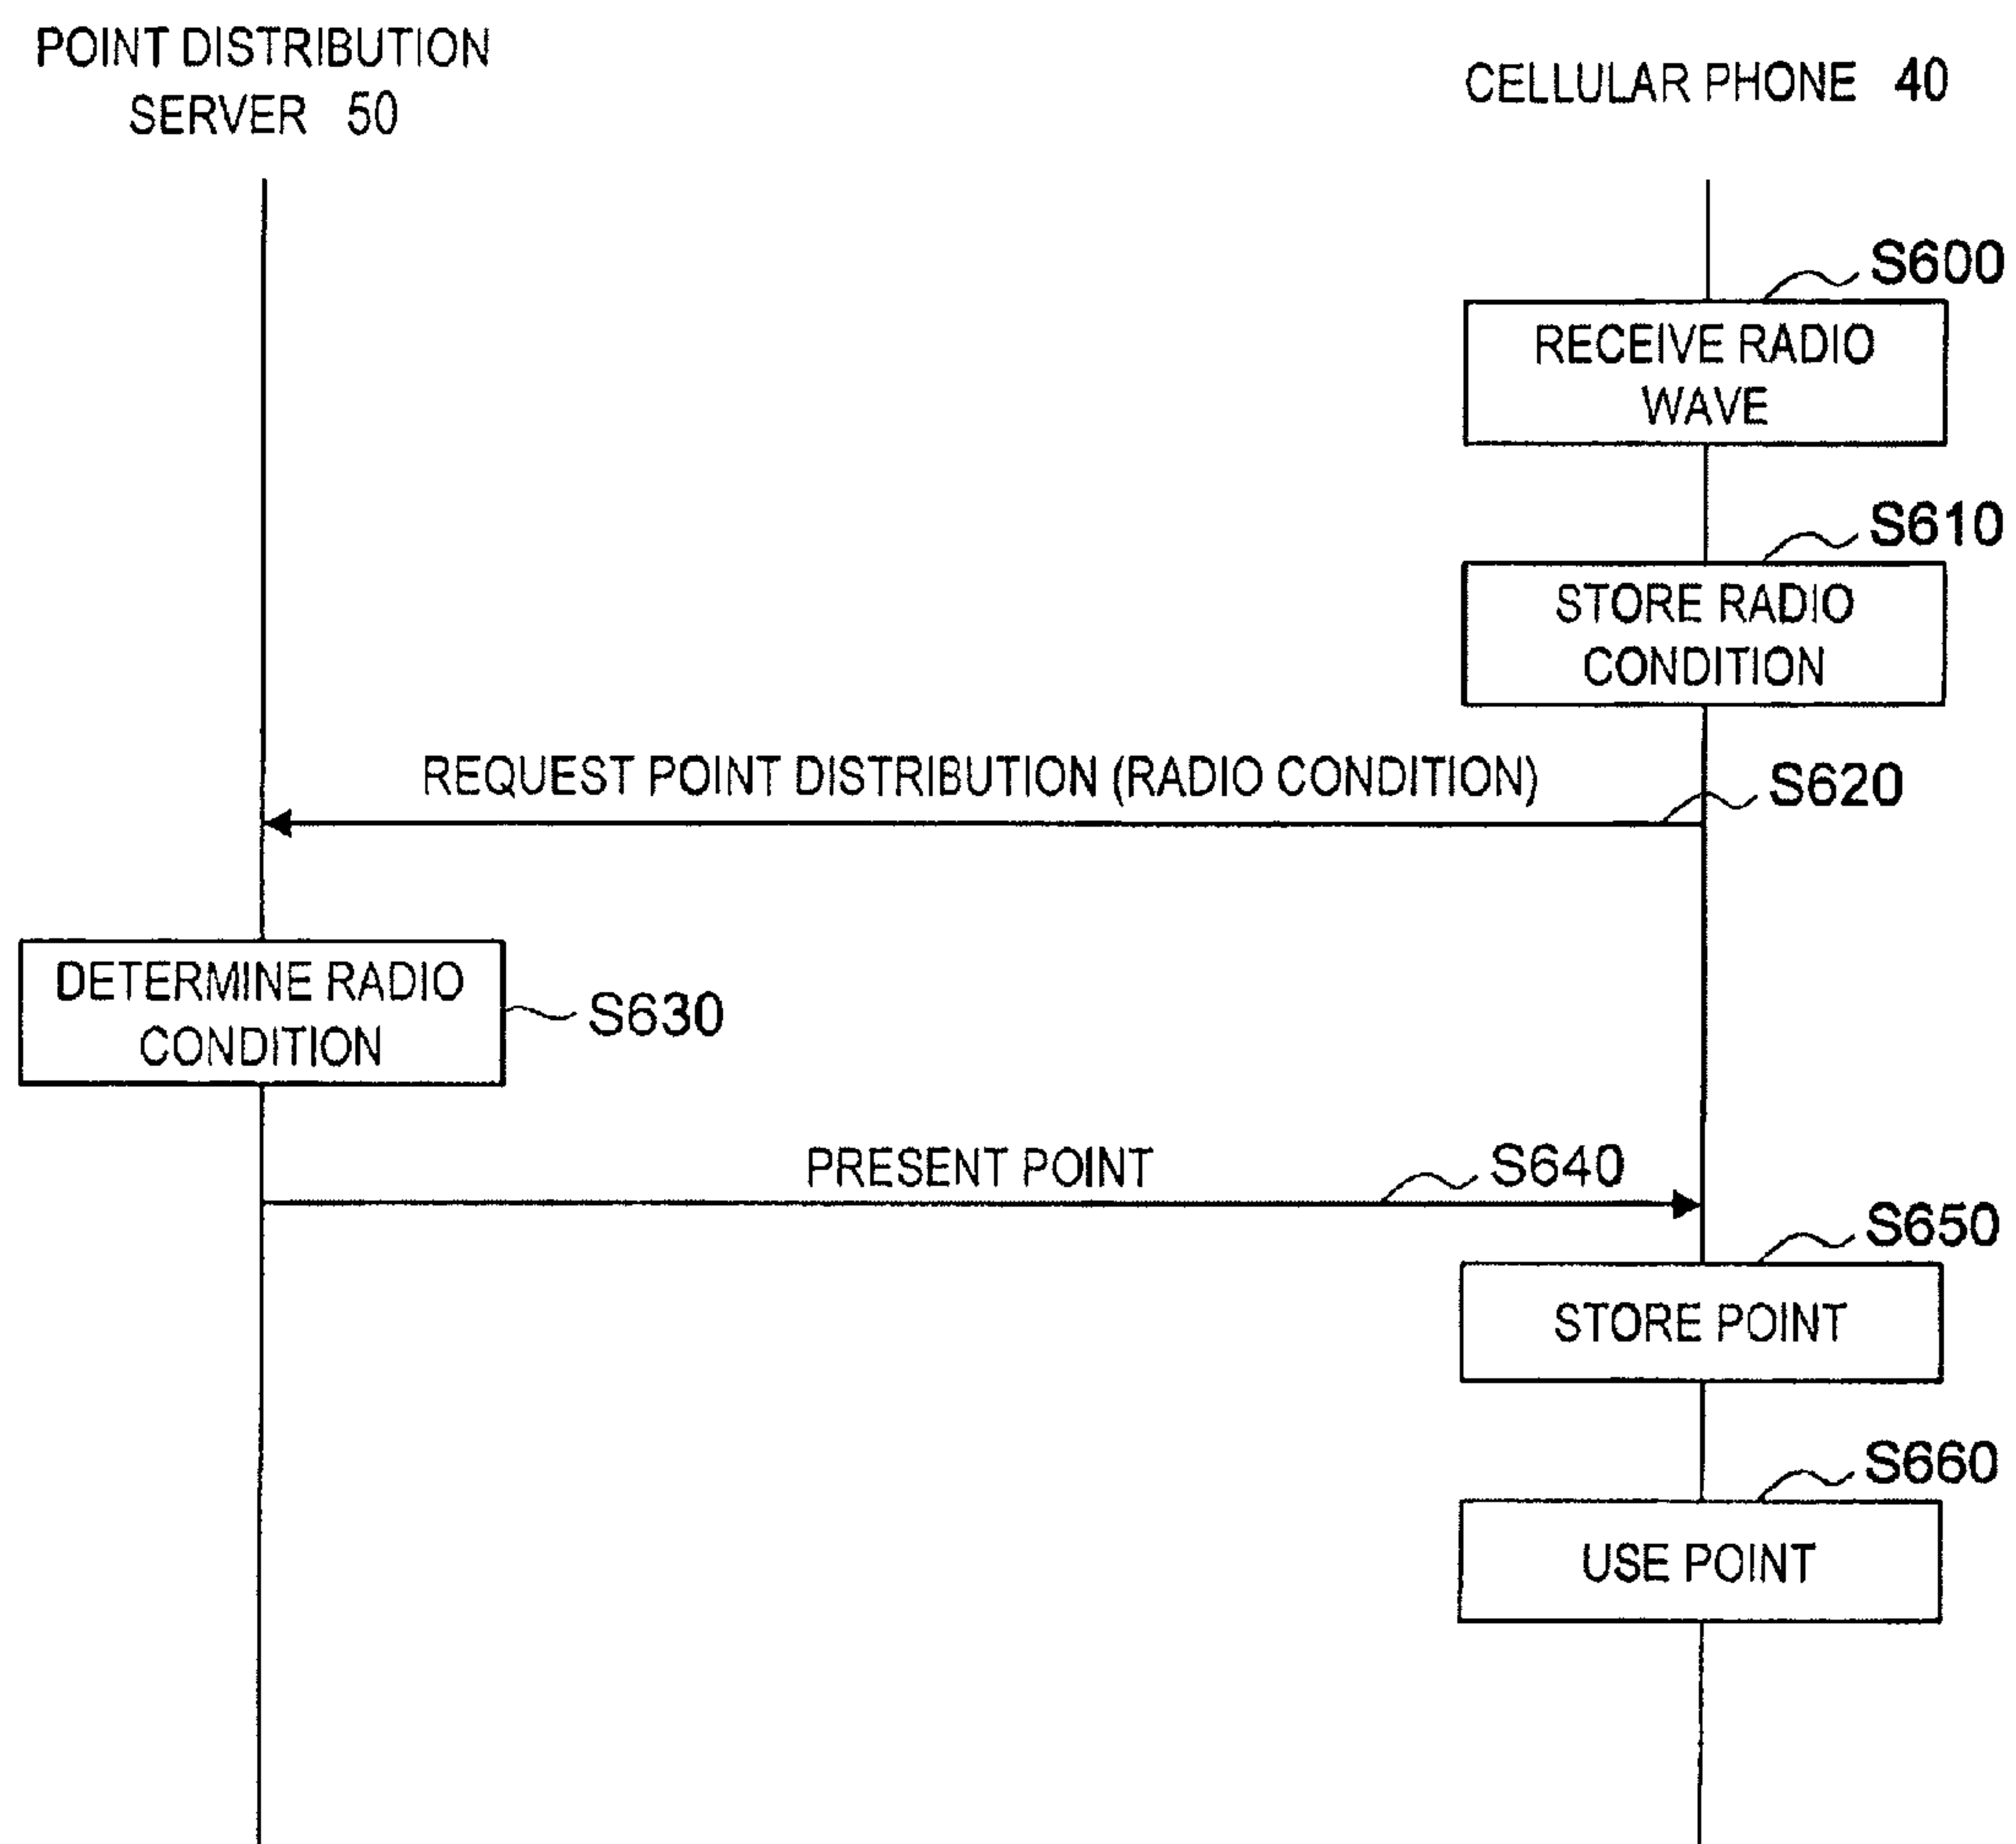 POINT DISTRIBUTION
SERVER 50
CELLULAR PHONE 40
S600
RECEIVE RADIO
WAVE
S610
STORE RADIO
CONDITION
REQUEST POINT DISTRIBUTION (RADIO CONDITION)
S620
DETERMINE RADIO
CONDITION
S630
PRESENT POINT
S640
S650
STORE POINT
S660
USE POINT